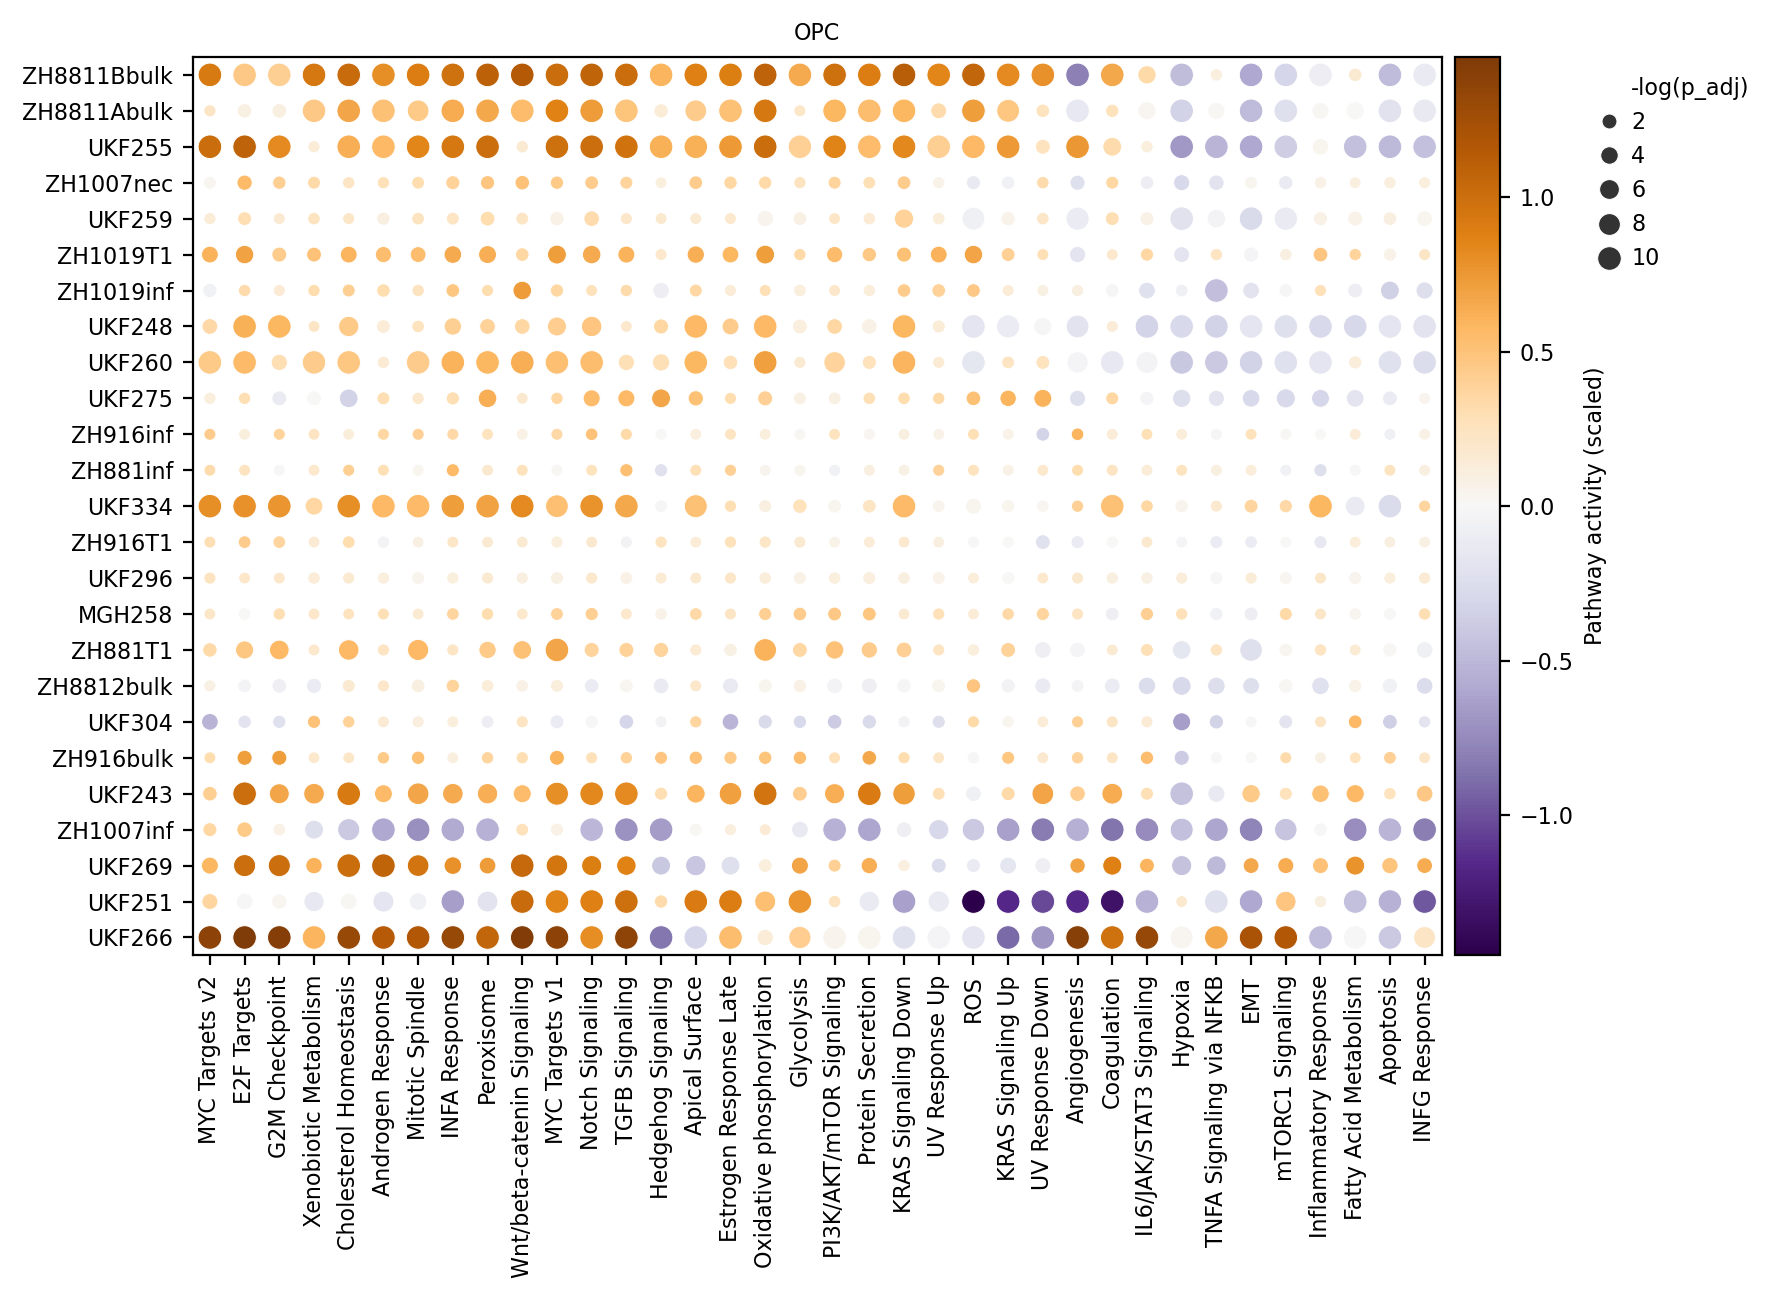 OPC
ZH8811Bbulk
ZH8811Abulk
UKF255
ZH1007nec
UKF259
ZH1019T1
ZH1019inf
UKF248
UKF260
UKF275
ZH916inf
ZH881inf
UKF334
ZH916T1
UKF296
MGH258
ZH881T1
ZH8812bulk
UKF304
ZH916bulk
UKF243
ZH1007inf
UKF269
UKF251
UKF266
MYC Targets v2
E2F Targets
G2M Checkpoint
Xenobiotic Metabolism
Cholesterol Homeostasis
Androgen Response
Mitotic Spindle
INFA Response
Peroxisome
Wnt/beta-catenin Signaling
MYC Targets v1
Notch Signaling
TGFB Signaling
Hedgehog Signaling
Apical Surface
Estrogen Response Late
Oxidative phosphorylation
Glycolysis
PI3K/AKT/mTOR Signaling
Protein Secretion
KRAS Signaling Down
UV Response Up
ROS
KRAS Signaling Up
UV Response Down
Angiogenesis
Coagulation
IL6/JAK/STAT3 Signaling
Hypoxia
TNFA Signaling via NFKB
EMT
mTORC1 Signaling
Inflammatory Response
Fatty Acid Metabolism
Apoptosis
INFG Response
1.0
0.5
0.0
−0.5
−1.0
Pathway activity (scaled)
-log(p_adj)
2
4
6
8
10